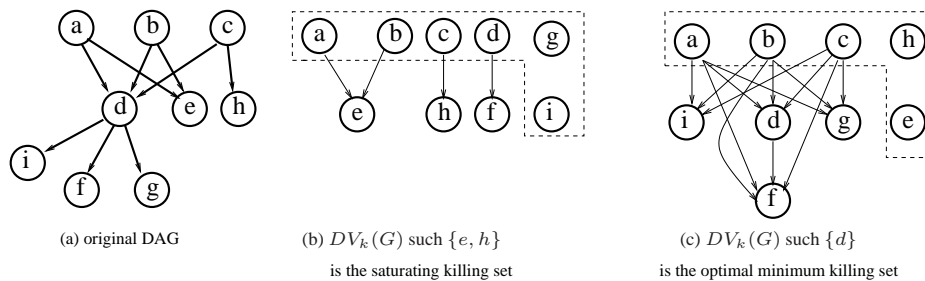 a b c
d e h
i f g
(a) original DAG
a b c d g
e h f i
(b) DVₖ(G) such {e, h}
is the saturating killing set
a b c h
i d g e
f
(c) DVₖ(G) such {d}
is the optimal minimum killing set